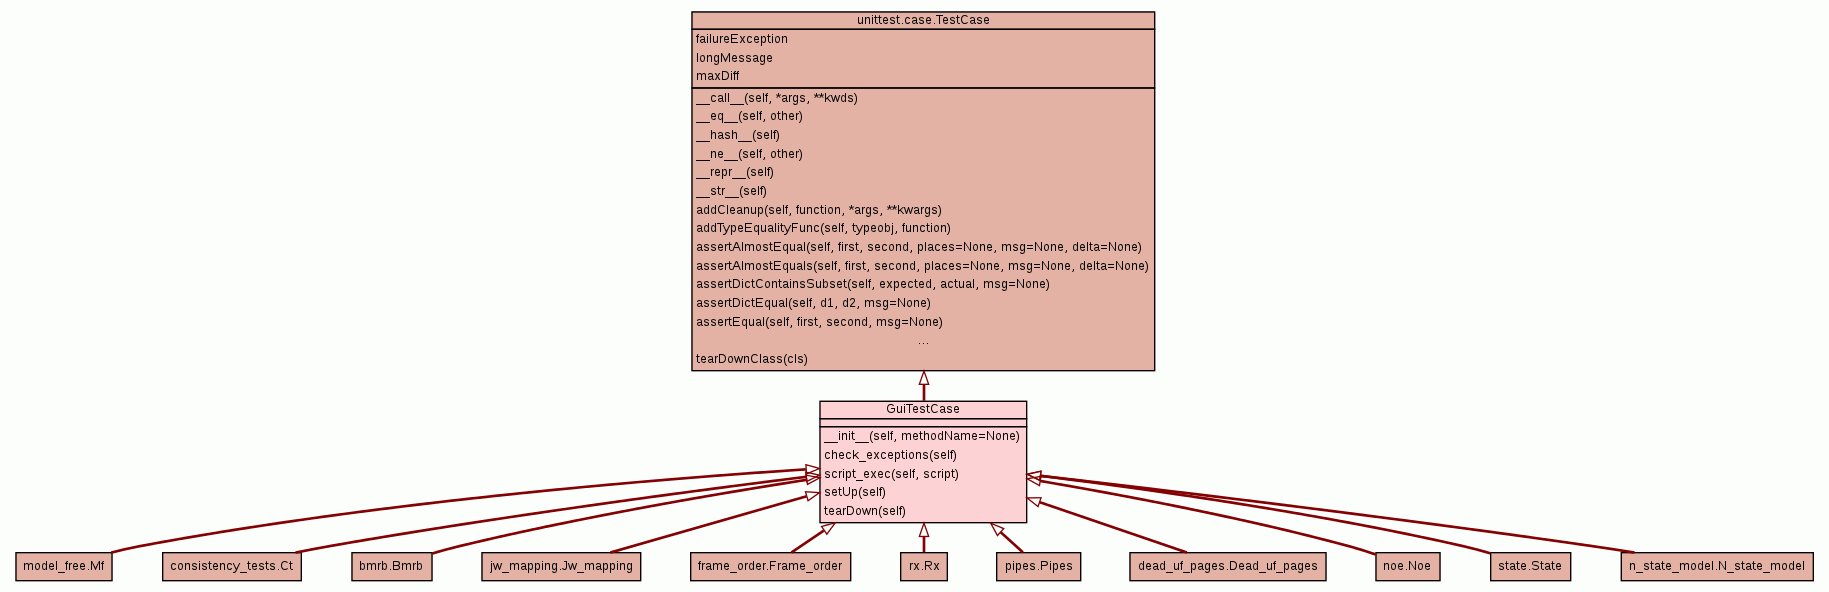 unittest.case.TestCase
failureException
longMessage
maxDiff
__call__(self, *args, **kwds)
__eq__(self, other)
__hash__(self)
__ne__(self, other)
__repr__(self)
__str__(self)
addCleanup(self, function, *args, **kwargs)
addTypeEqualityFunc(self, typeobj, function)
assertAlmostEqual(self, first, second, places=None, msg=None, delta=None)
assertAlmostEquals(self, first, second, places=None, msg=None, delta=None)
assertDictContainsSubset(self, expected, actual, msg=None)
assertDictEqual(self, d1, d2, msg=None)
assertEqual(self, first, second, msg=None)
...
tearDownClass(cls)
GuiTestCase
__init__(self, methodName=None)
check_exceptions(self)
script_exec(self, script)
setUp(self)
tearDown(self)
model_free.Mf
consistency_tests.Ct
bmrb.Bmrb
jw_mapping.Jw_mapping
frame_order.Frame_order
rx.Rx
pipes.Pipes
dead_uf_pages.Dead_uf_pages
noe.Noe
state.State
n_state_model.N_state_model